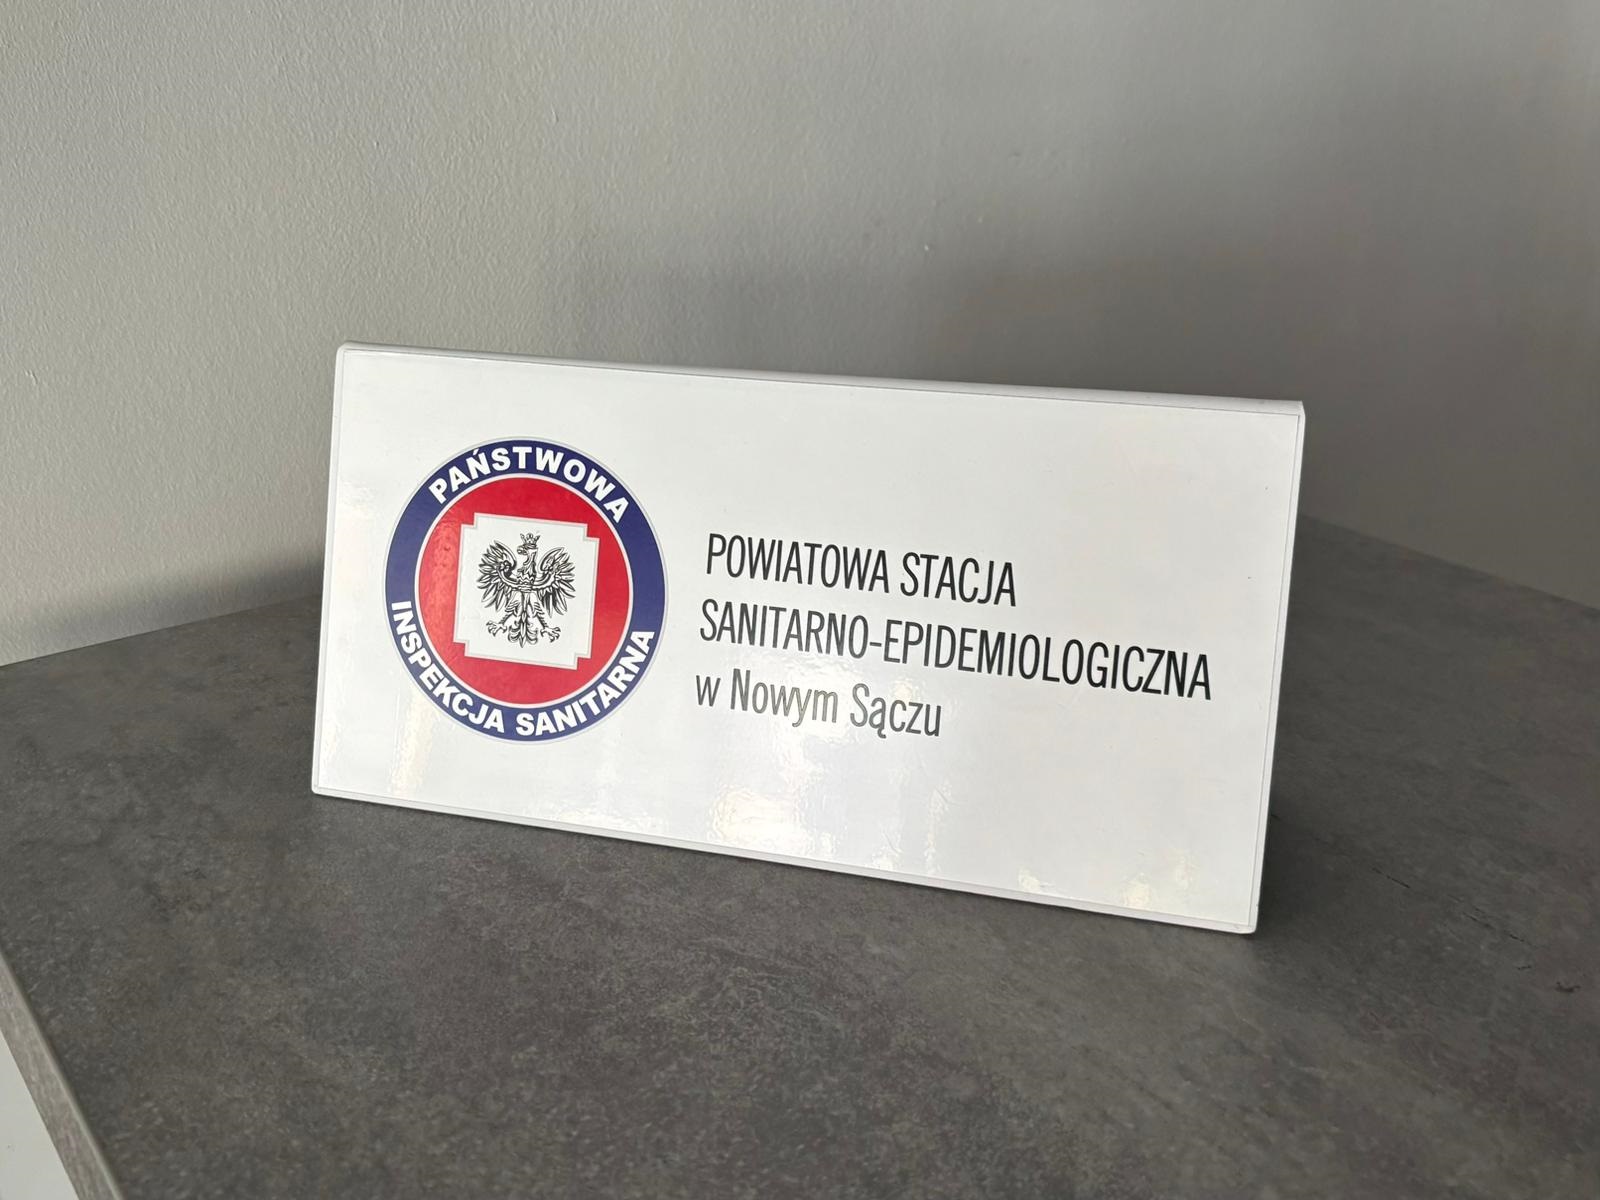 PAŃSTWOWA
INSPEKCJA SANITARNA
POWIATOWA STACJA
SANITARNO-EPIDEMIOLOGICZNA
w Nowym Sączu